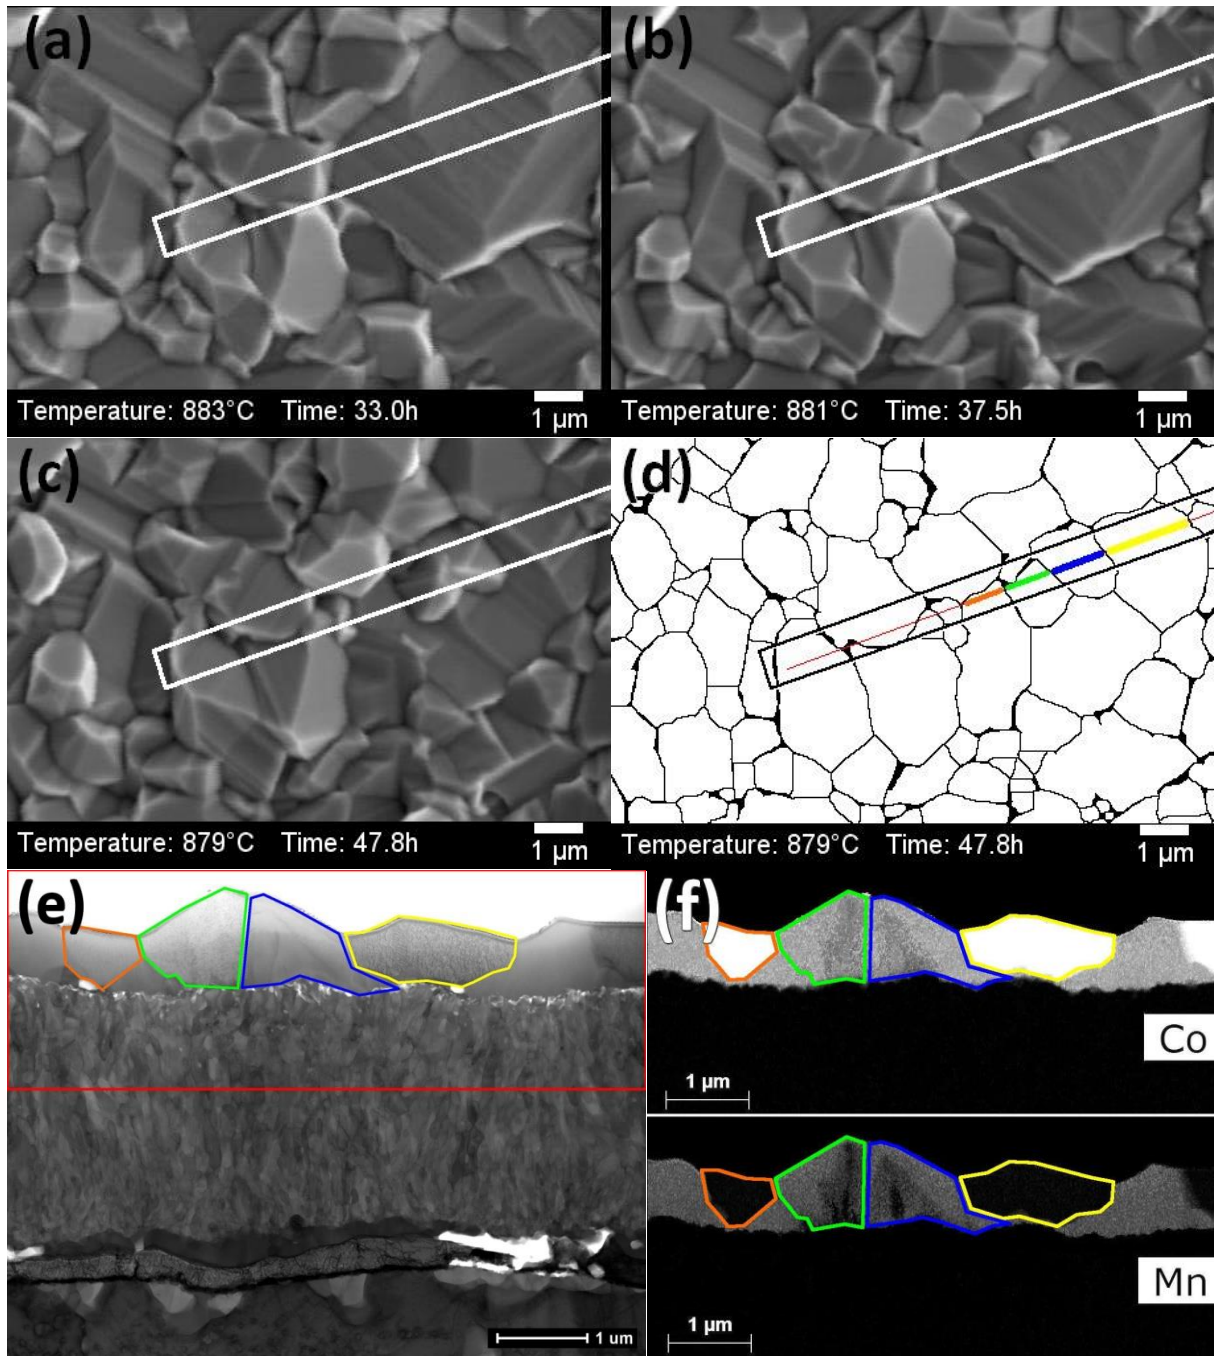 (a)
Temperature: 883°C Time: 33.0h 1 µm
(b)
Temperature: 881°C Time: 37.5h 1 µm
(c)
Temperature: 879°C Time: 47.8h 1 µm
(d)
Temperature: 879°C Time: 47.8h 1 µm
(e)
1 um
(f)
Co
1 µm
Mn
1 µm